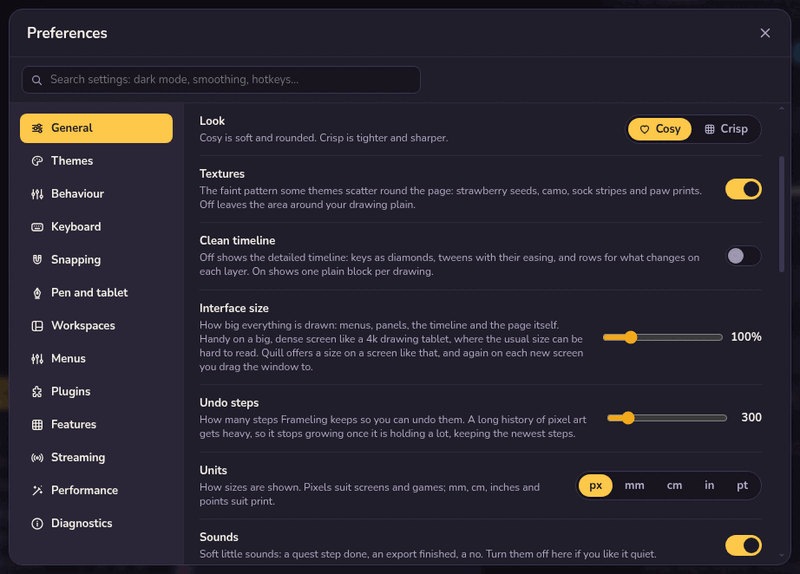 Preferences
Search settings: dark mode, smoothing, hotkeys...
General
Themes
Behaviour
Keyboard
Snapping
Pen and tablet
Workspaces
Menus
Plugins
Features
Streaming
Performance
Diagnostics
Look
Cosy is soft and rounded. Crisp is tighter and sharper.
Cosy
Crisp
Textures
The faint pattern some themes scatter round the page: strawberry seeds, camo, sock stripes and paw prints.
Off leaves the area around your drawing plain.
Clean timeline
Off shows the detailed timeline: keys as diamonds, tweens with their easing, and rows for what changes on
each layer. On shows one plain block per drawing.
Interface size
How big everything is drawn: menus, panels, the timeline and the page itself.
Handy on a big, dense screen like a 4k drawing tablet, where the usual size can be
hard to read. Quill offers a size on a screen like that, and again on each new screen
you drag the window to.
100%
Undo steps
How many steps Frameling keeps so you can undo them. A long history of pixel art
gets heavy, so it stops growing once it is holding a lot, keeping the newest steps.
300
Units
How sizes are shown. Pixels suit screens and games; mm, cm, inches and
points suit print.
px
mm
cm
in
pt
Sounds
Soft little sounds: a quest step done, an export finished, a no. Turn them off here if you like it quiet.